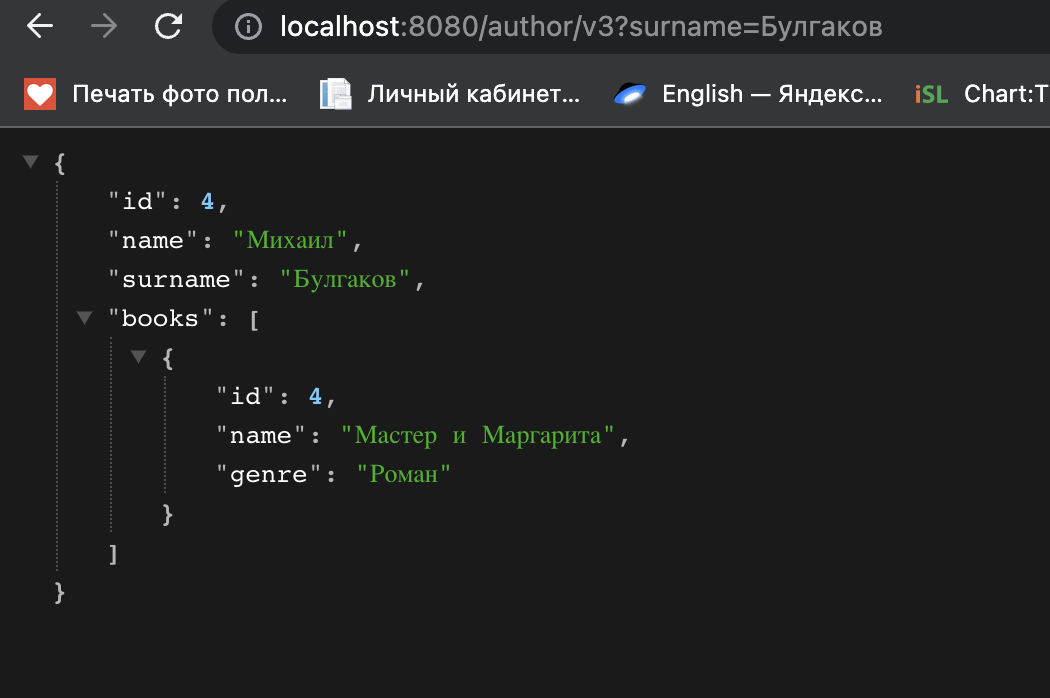 localhost:8080/author/v3?surname=Булгаков
Печать фото пол... Личный кабинет... English — Яндекс... iSL Chart:T
{
"id": 4,
"name": "Михаил",
"surname": "Булгаков",
"books": [
{
"id": 4,
"name": "Мастер и Маргарита",
"genre": "Роман"
}
]
}